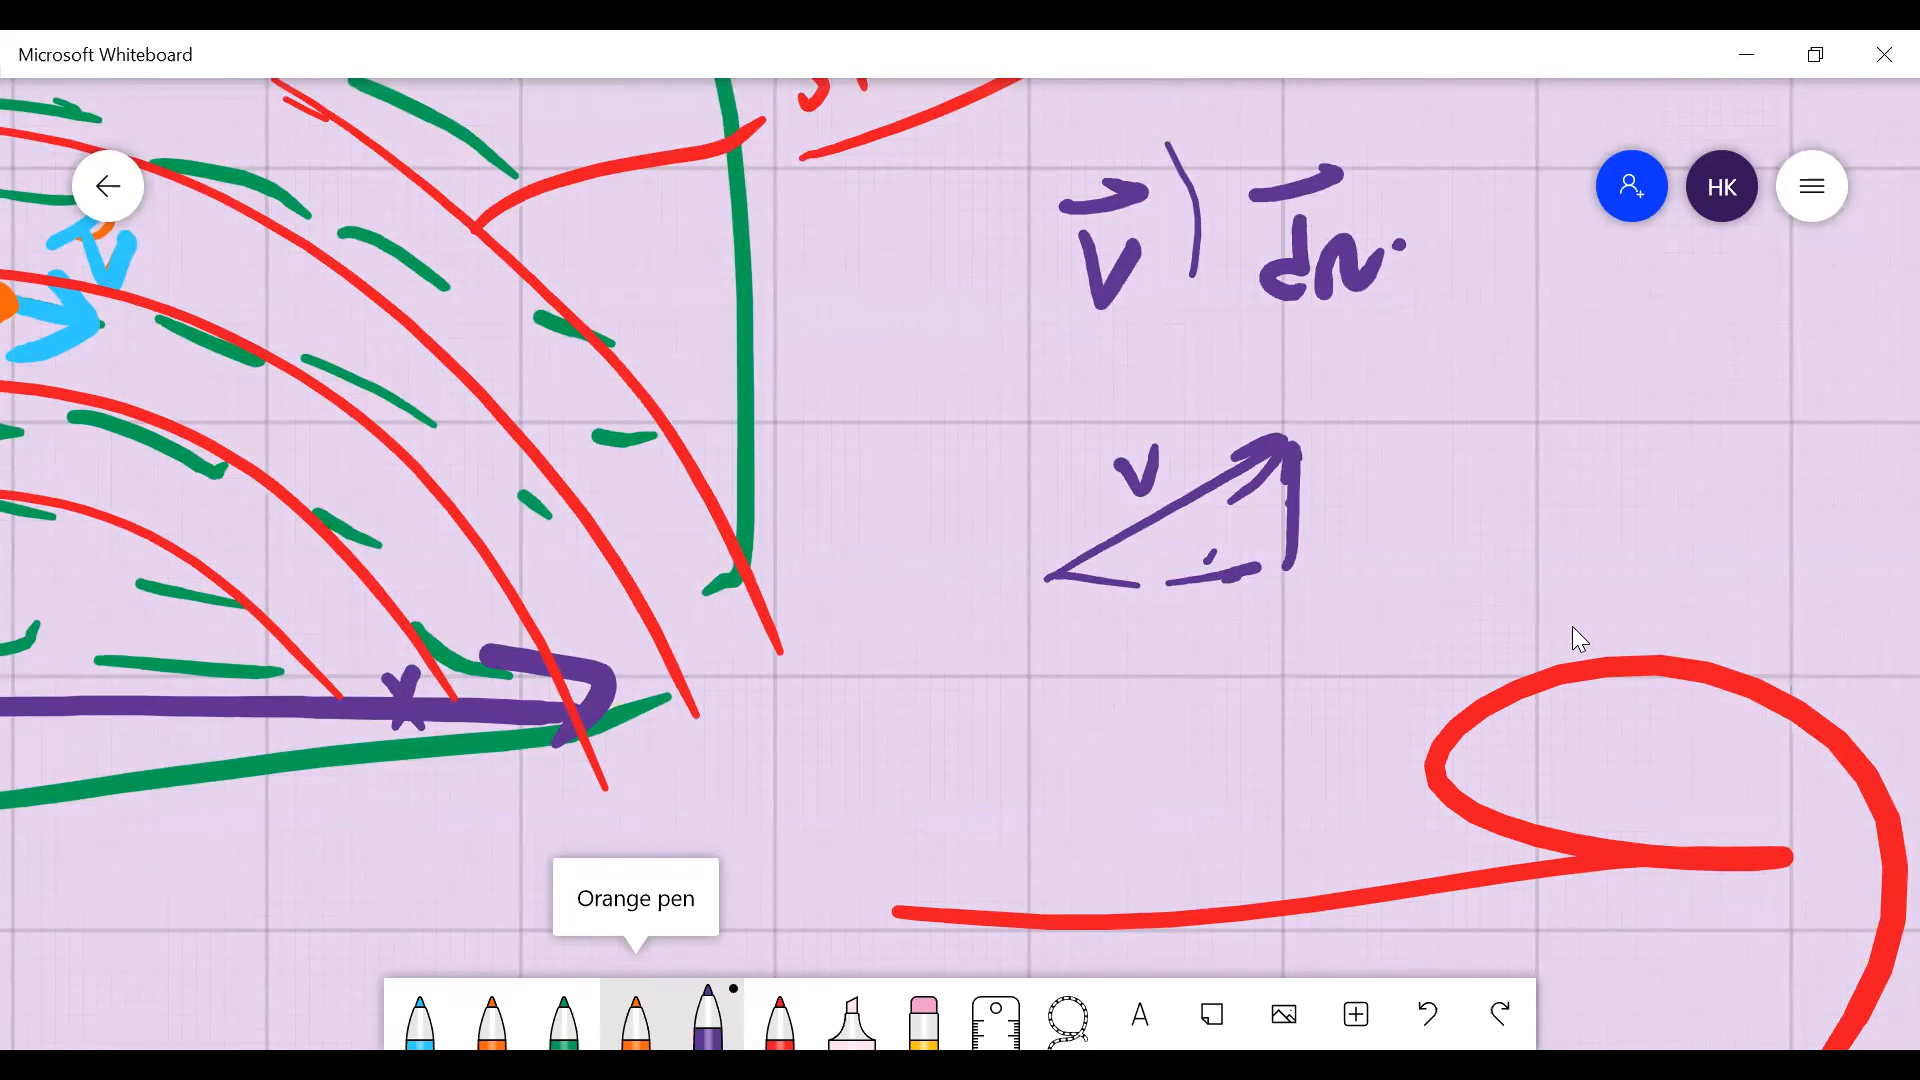 Microsoft Whiteboard
V ) dr.
HK
V
x
Orange pen